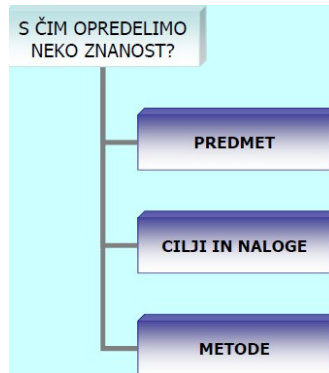 S ČIM OPREDELIMO
NEKO ZNANOST?
PREDMET
CILJI IN NALOGE
METODE